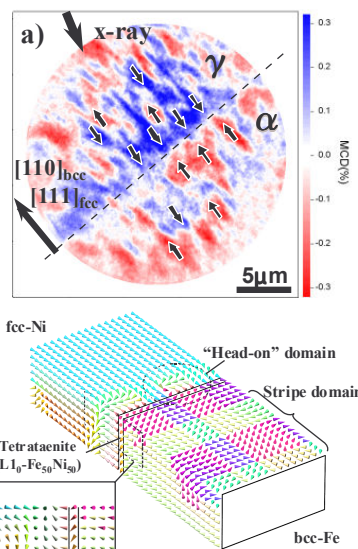 a)
x-ray
γ
α
[110]bcc
[111]fcc
5μm
0.3
0.2
0.1
0.0
-0.1
-0.2
-0.3
MCD(%)
fcc-Ni
“Head-on” domain
Stripe domain
Tetrataenite
L1₀-Fe₅₀Ni₅₀)
bcc-Fe